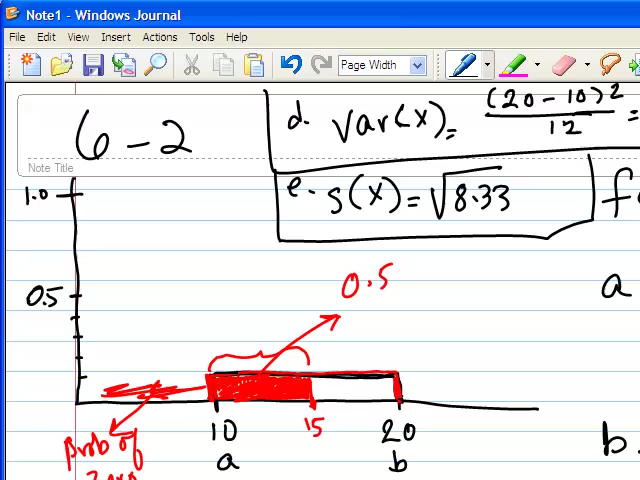 Note1 - Windows Journal
File Edit View Insert Actions Tools Help
Page Width
6 - 2
Note Title
d. Var(X) = (20 - 10)² / 12 =
e. S(X) = √8.33
1.0
0.5
0.5
a
10 15 20
a b
Prob of
Zero
b.